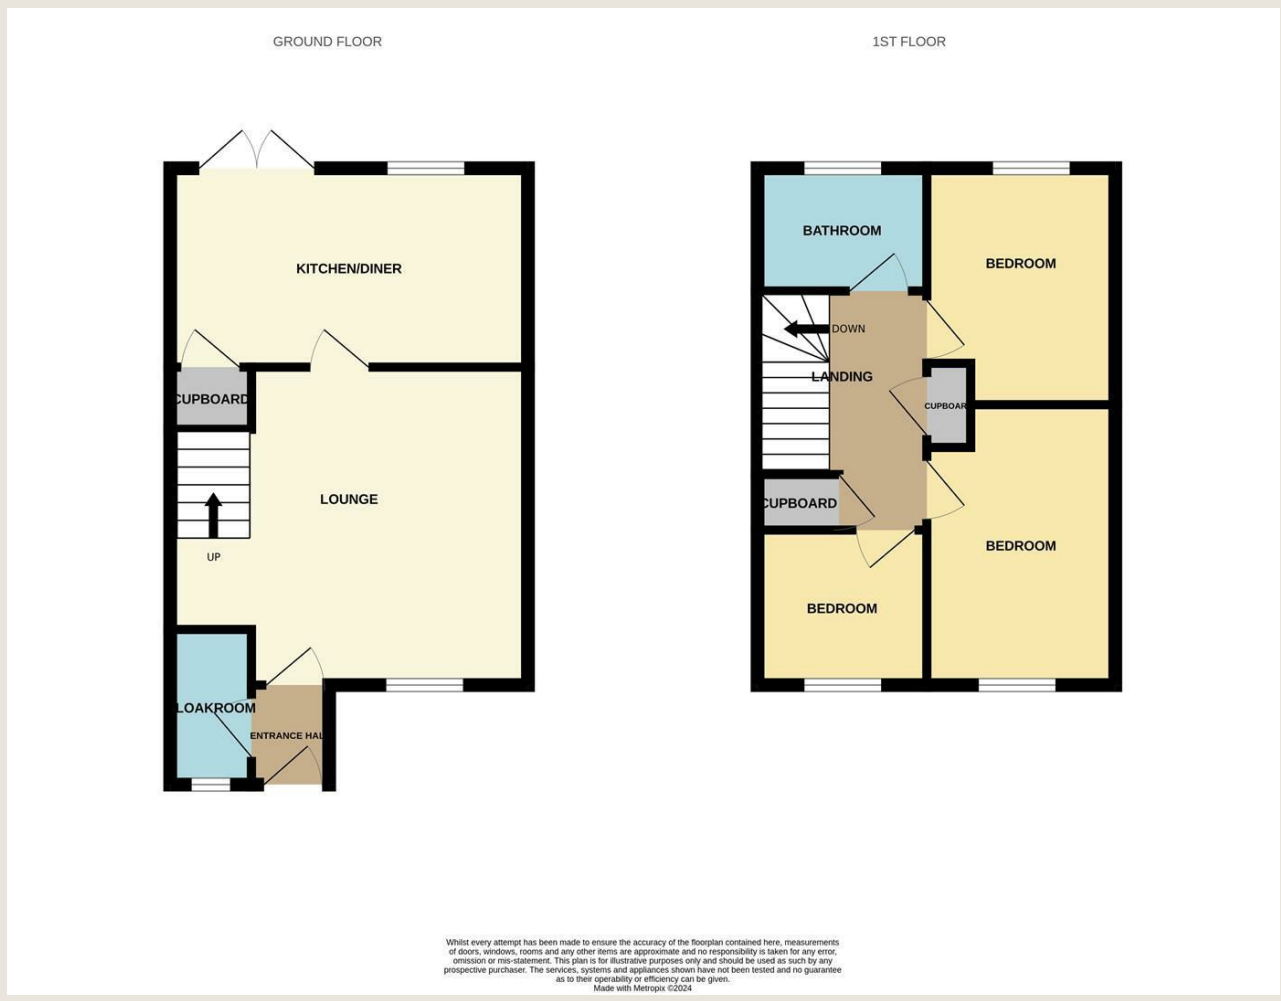 GROUND FLOOR
1ST FLOOR
KITCHEN/DINER
CUPBOARD
LOUNGE
UP
LOAKROOM
ENTRANCE HAL
BATHROOM
BEDROOM
DOWN
LANDING
CUPBOAR
CUPBOARD
BEDROOM
BEDROOM
Whilst every attempt has been made to ensure the accuracy of the floorplan contained here, measurements
of doors, windows, rooms and any other items are approximate and no responsibility is taken for any error,
omission or mis-statement. This plan is for illustrative purposes only and should be used as such by any
prospective purchaser. The services, systems and appliances shown have not been tested and no guarantee
as to their operability or efficiency can be given.
Made with Metropix ©2024